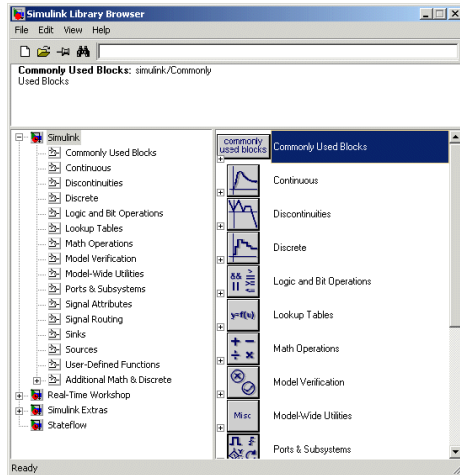 Simulink Library Browser
File Edit View Help
Commonly Used Blocks: simulink/Commonly
Used Blocks
Simulink
Commonly Used Blocks
Continuous
Discontinuities
Discrete
Logic and Bit Operations
Lookup Tables
Math Operations
Model Verification
Model-Wide Utilities
Ports & Subsystems
Signal Attributes
Signal Routing
Sinks
Sources
User-Defined Functions
Additional Math & Discrete
Real-Time Workshop
Simulink Extras
Stateflow
commonly
used blocks
Commonly Used Blocks
Continuous
Discontinuities
Discrete
Logic and Bit Operations
y=f(u)
Lookup Tables
Math Operations
Model Verification
Misc
Model-Wide Utilities
Ports & Subsystems
Ready